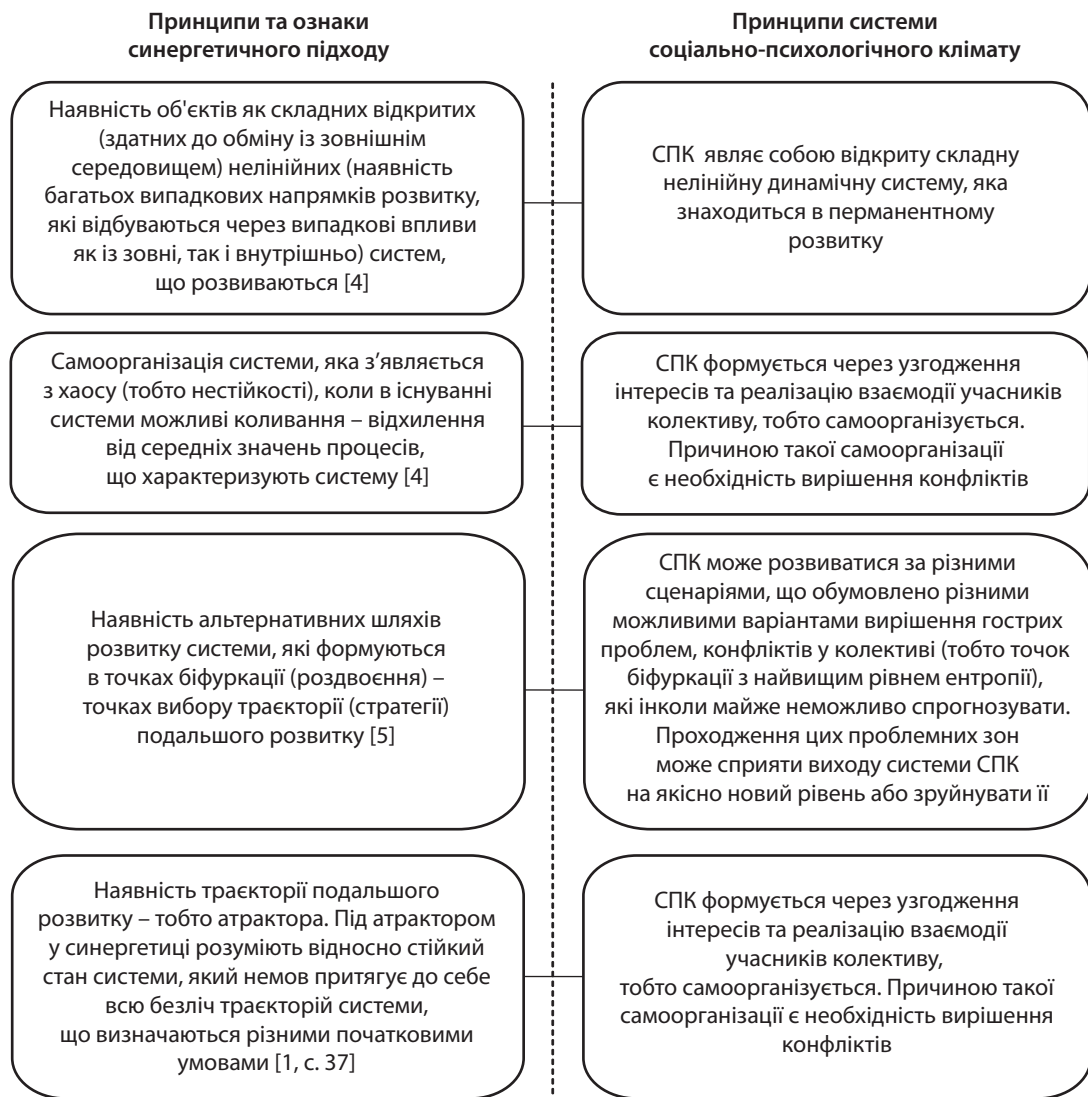 Принципи та ознаки
синергетичного підходу
Принципи системи
соціально-психологічного клімату
Наявність об'єктів як складних відкритих
(здатних до обміну із зовнішнім
середовищем) нелінійних (наявність
багатьох випадкових напрямків розвитку,
які відбуваються через випадкові впливи
як із зовні, так і внутрішньо) систем,
що розвиваються [4]
СПК являє собою відкриту складну
нелінійну динамічну систему, яка
знаходиться в перманентному
розвитку
Самоорганізація системи, яка з’являється
з хаосу (тобто нестійкості), коли в існуванні
системи можливі коливання – відхилення
від середніх значень процесів,
що характеризують систему [4]
СПК формується через узгодження
інтересів та реалізацію взаємодії учасників
колективу, тобто самоорганізується.
Причиною такої самоорганізації
є необхідність вирішення конфліктів
Наявність альтернативних шляхів
розвитку системи, які формуються
в точках біфуркації (роздвоєння) –
точках вибору траєкторії (стратегії)
подальшого розвитку [5]
СПК може розвиватися за різними
сценаріями, що обумовлено різними
можливими варіантами вирішення гострих
проблем, конфліктів у колективі (тобто точок
біфуркації з найвищим рівнем ентропії),
які інколи майже неможливо спрогнозувати.
Проходження цих проблемних зон
може сприяти виходу системи СПК
на якісно новий рівень або зруйнувати її
Наявність траєкторії подальшого
розвитку – тобто атрактора. Під атрактором
у синергетиці розуміють відносно стійкий
стан системи, який немов притягує до себе
всю безліч траєкторій системи,
що визначаються різними початковими
умовами [1, с. 37]
СПК формується через узгодження
інтересів та реалізацію взаємодії
учасників колективу,
тобто самоорганізується. Причиною такої
самоорганізації є необхідність вирішення
конфліктів